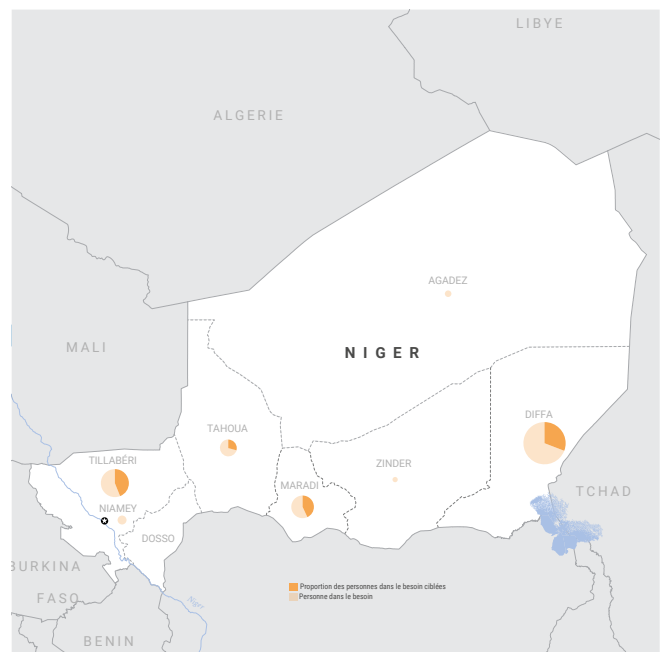 LIBYE
ALGERIE
AGADEZ
MALI
NIGER
TAHOUA
DIFFA
TILLABÉRI
ZINDER
MARADI
TCHAD
NIAMEY
DOSSO
BURKINA
FASO
Proportion des personnes dans le besoin ciblées
Personne dans le besoin
Niger
BENIN